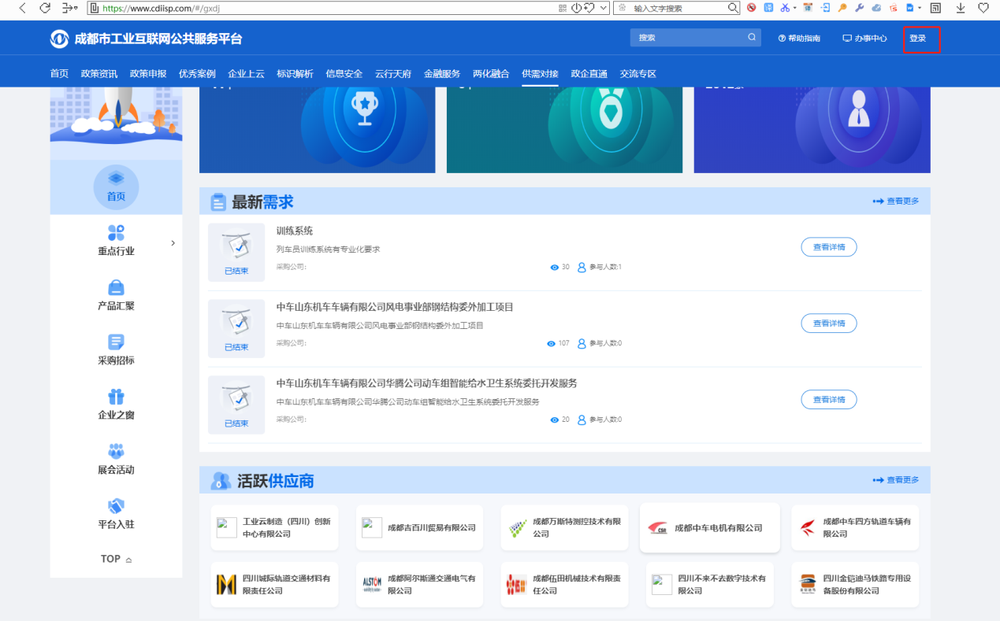 https://www.cdiisp.com/#/gxdj
输入文字搜索
成都市工业互联网公共服务平台
搜索
帮助指南
办事中心
登录
首页 政策资讯 政策申报 优秀案例 企业上云 标识解析 信息安全 云行天府 金融服务 两化融合 供需对接 政企直通 交流专区
首页
重点行业
产品汇聚
采购招标
企业之窗
展会活动
平台入驻
TOP
最新需求
查看更多
已结束
训练系统
列车员训练系统有专业化要求
采购公司:
30 参与人数:1
查看详情
已结束
中车山东机车车辆有限公司风电事业部钢结构委外加工项目
中车山东机车车辆有限公司风电事业部钢结构委外加工项目
采购公司:
107 参与人数:0
查看详情
已结束
中车山东机车车辆有限公司华腾公司动车组智能给水卫生系统委托开发服务
中车山东机车车辆有限公司华腾公司动车组智能给水卫生系统委托开发服务
采购公司:
20 参与人数:0
查看详情
活跃供应商
查看更多
工业云制造（四川）创新
中心有限公司
成都吉百川贸易有限公司
成都万斯特测控技术有限
公司
CSR
成都中车电机有限公司
成都中车四方轨道车辆有
限公司
四川城际轨道交通材料有
限责任公司
ALSTOM
成都阿尔斯通交通电气有
限公司
成都伍田机械技术有限责
任公司
四川不来不去数字技术有
限公司
四川金铠迪马铁路专用设
备股份有限公司